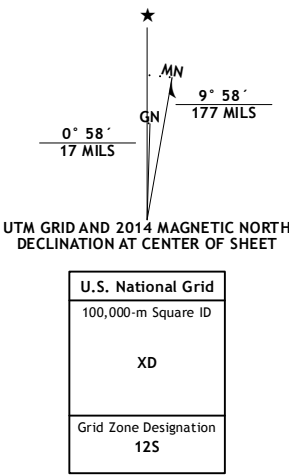 ★
MN
9° 58´
177 MILS
GN
0° 58´
17 MILS
UTM GRID AND 2014 MAGNETIC NORTH
DECLINATION AT CENTER OF SHEET
U.S. National Grid
100,000-m Square ID
XD
Grid Zone Designation
12S